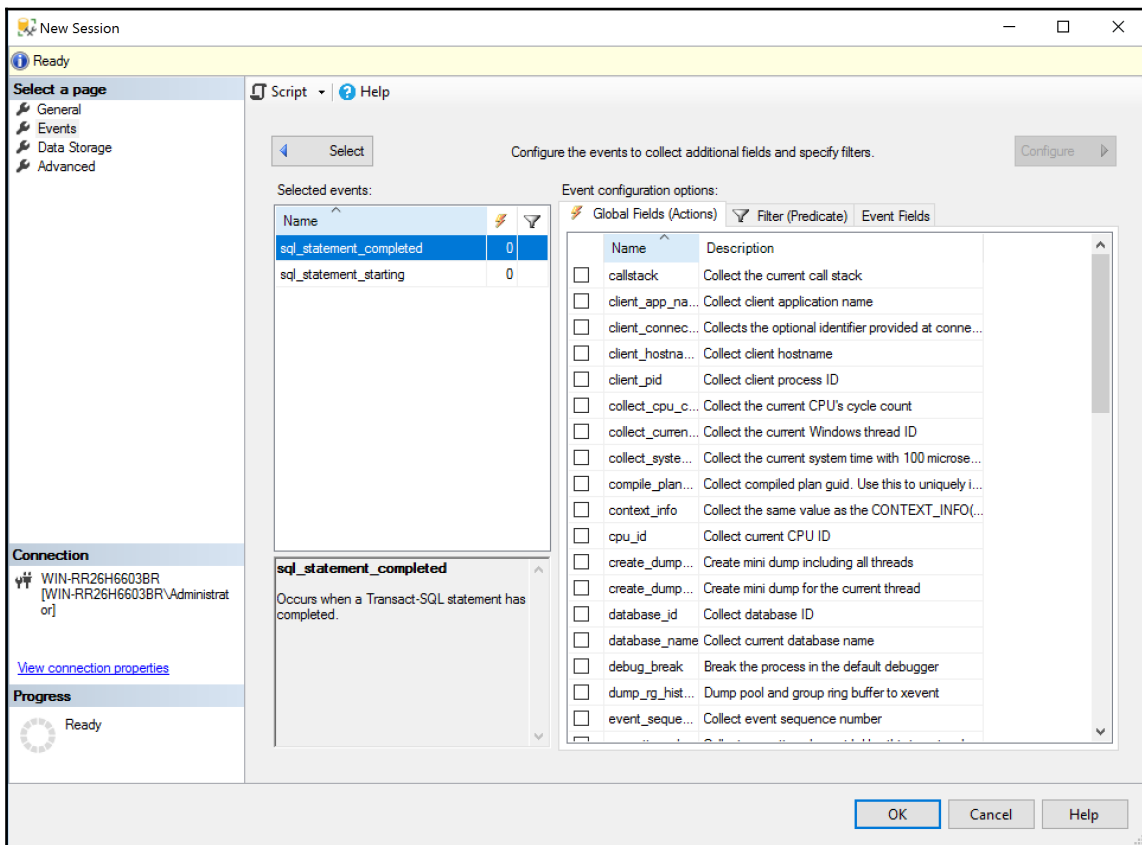 New Session
Ready
Select a page
General
Events
Data Storage
Advanced
Script
Help
Select
Configure the events to collect additional fields and specify filters.
Configure
Selected events:
Name
sql_statement_completed 0
sql_statement_starting 0
sql_statement_completed
Occurs when a Transact-SQL statement has
completed.
Event configuration options:
Global Fields (Actions) Filter (Predicate) Event Fields
Name Description
callstack Collect the current call stack
client_app_na... Collect client application name
client_connec... Collects the optional identifier provided at conne...
client_hostna... Collect client hostname
client_pid Collect client process ID
collect_cpu_c... Collect the current CPU's cycle count
collect_curren... Collect the current Windows thread ID
collect_syste... Collect the current system time with 100 microse...
compile_plan... Collect compiled plan guid. Use this to uniquely i...
context_info Collect the same value as the CONTEXT_INFO(...
cpu_id Collect current CPU ID
create_dump... Create mini dump including all threads
create_dump... Create mini dump for the current thread
database_id Collect database ID
database_name Collect current database name
debug_break Break the process in the default debugger
dump_rg_hist... Dump pool and group ring buffer to xevent
event_seque... Collect event sequence number
Connection
WIN-RR26H6603BR
[WIN-RR26H6603BR\Administrat
or]
View connection properties
Progress
Ready
OK
Cancel
Help